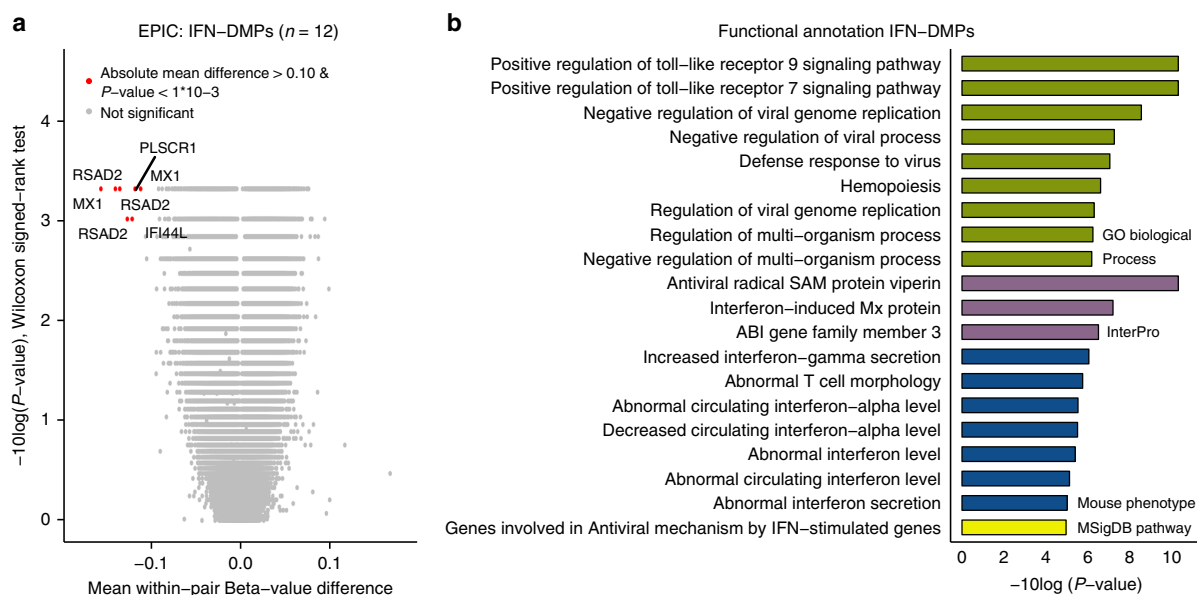 a
EPIC: IFN−DMPs (n = 12)
Absolute mean difference > 0.10 &
P−value < 1*10−3
Not significant
PLSCR1
RSAD2
MX1
MX1
RSAD2
RSAD2
IFI44L
4
3
2
1
0
−0.1
0.0
0.1
−10log(P−value), Wilcoxon signed−rank test
Mean within−pair Beta−value difference
b
Functional annotation IFN−DMPs
Positive regulation of toll−like receptor 9 signaling pathway
Positive regulation of toll−like receptor 7 signaling pathway
Negative regulation of viral genome replication
Negative regulation of viral process
Defense response to virus
Hemopoiesis
Regulation of viral genome replication
Regulation of multi−organism process
GO biological
Negative regulation of multi−organism process
Process
Antiviral radical SAM protein viperin
Interferon−induced Mx protein
ABI gene family member 3
InterPro
Increased interferon−gamma secretion
Abnormal T cell morphology
Abnormal circulating interferon−alpha level
Decreased circulating interferon−alpha level
Abnormal interferon level
Abnormal circulating interferon level
Abnormal interferon secretion
Mouse phenotype
Genes involved in Antiviral mechanism by IFN−stimulated genes
MSigDB pathway
0 2 4 6 8 10
−10log (P−value)